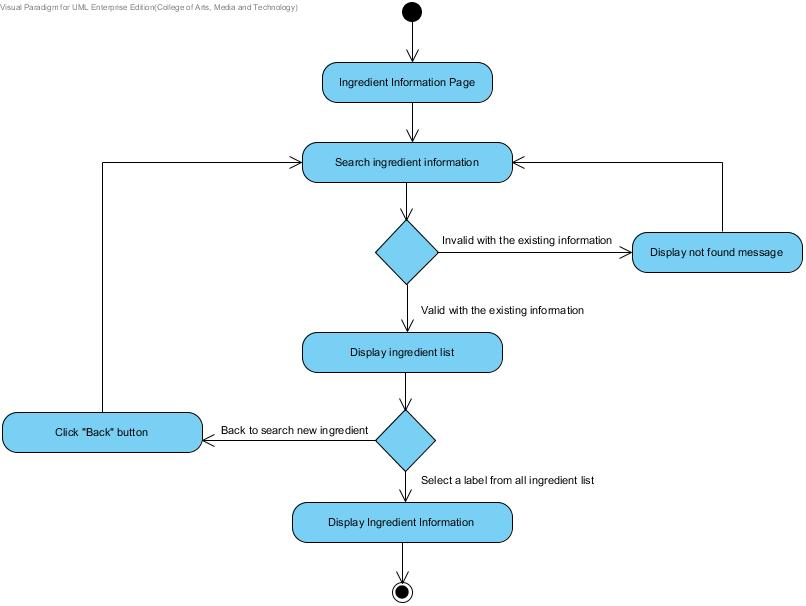 Visual Paradigm for UML Enterprise Edition(College of Arts, Media and Technology)
Ingredient Information Page
Search ingredient information
Invalid with the existing information
Display not found message
Valid with the existing information
Display ingredient list
Back to search new ingredient
Click "Back" button
Select a label from all ingredient list
Display Ingredient Information